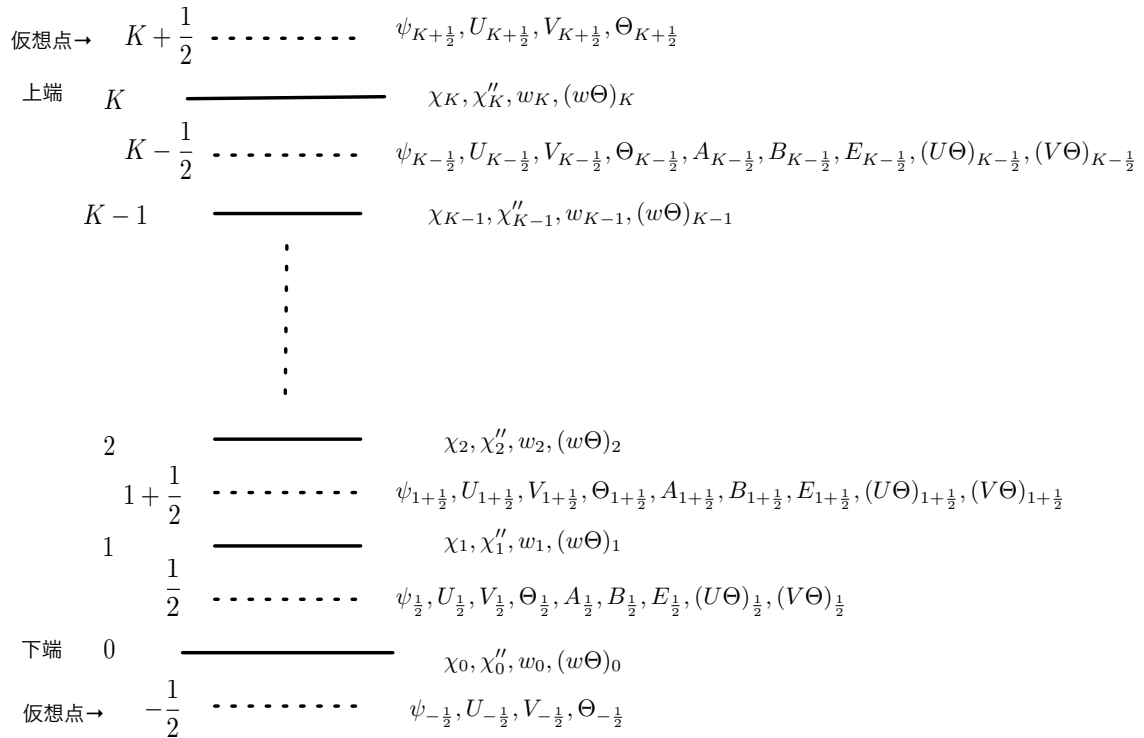 仮想点→ K + 1/2 ψ_{K+1/2}, U_{K+1/2}, V_{K+1/2}, Θ_{K+1/2}
上端 K χ_K, χ''_K, w_K, (wΘ)_K
K − 1/2 ψ_{K−1/2}, U_{K−1/2}, V_{K−1/2}, Θ_{K−1/2}, A_{K−1/2}, B_{K−1/2}, E_{K−1/2}, (UΘ)_{K−1/2}, (VΘ)_{K−1/2}
K − 1 χ_{K−1}, χ''_{K−1}, w_{K−1}, (wΘ)_{K−1}
2 χ_2, χ''_2, w_2, (wΘ)_2
1 + 1/2 ψ_{1+1/2}, U_{1+1/2}, V_{1+1/2}, Θ_{1+1/2}, A_{1+1/2}, B_{1+1/2}, E_{1+1/2}, (UΘ)_{1+1/2}, (VΘ)_{1+1/2}
1 χ_1, χ''_1, w_1, (wΘ)_1
1/2 ψ_{1/2}, U_{1/2}, V_{1/2}, Θ_{1/2}, A_{1/2}, B_{1/2}, E_{1/2}, (UΘ)_{1/2}, (VΘ)_{1/2}
下端 0 χ_0, χ''_0, w_0, (wΘ)_0
仮想点→ −1/2 ψ_{−1/2}, U_{−1/2}, V_{−1/2}, Θ_{−1/2}